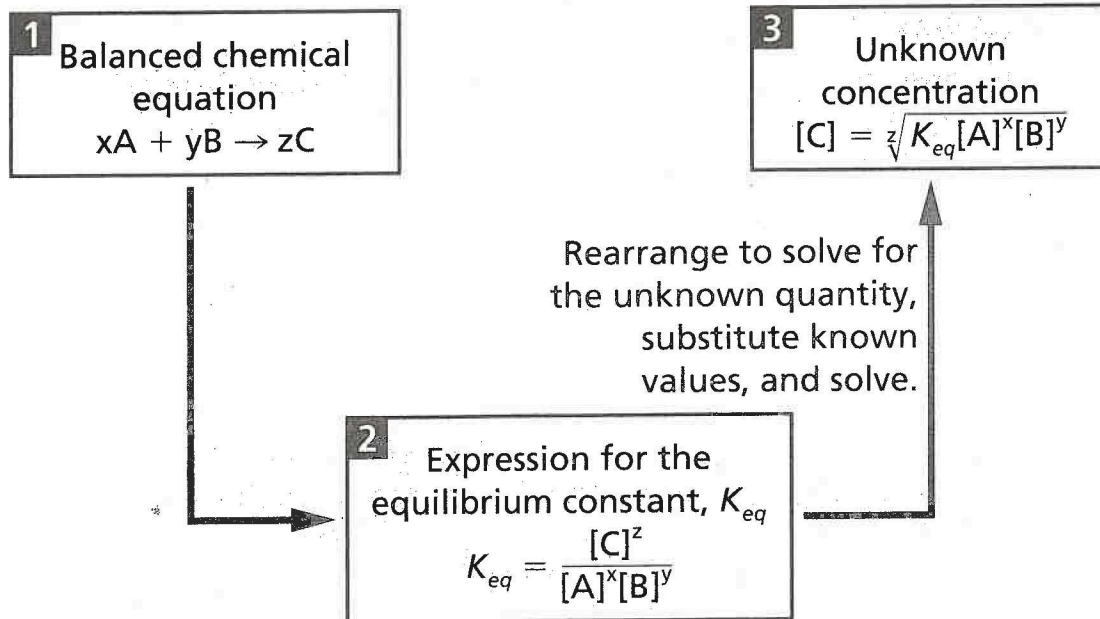 1
Balanced chemical
equation
xA + yB → zC
2
Expression for the
equilibrium constant, K_eq
K_eq = [C]^z / [A]^x[B]^y
Rearrange to solve for
the unknown quantity,
substitute known
values, and solve.
3
Unknown
concentration
[C] = ᶻ√(K_eq[A]^x[B]^y)